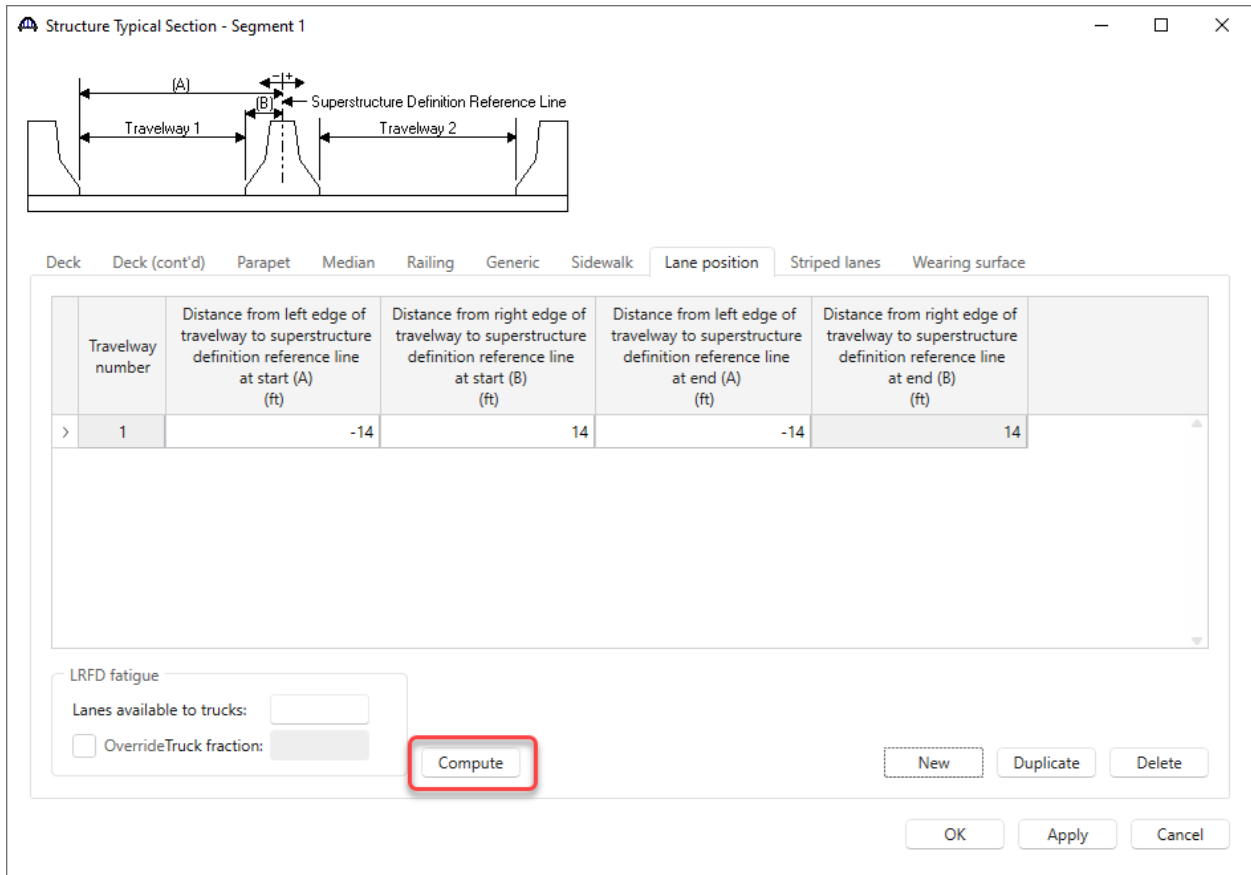 Structure Typical Section - Segment 1
(A)
-|+
(B)
Superstructure Definition Reference Line
Travelway 1
Travelway 2
Deck Deck (cont'd) Parapet Median Railing Generic Sidewalk Lane position Striped lanes Wearing surface
Travelway
number
Distance from left edge of
travelway to superstructure
definition reference line
at start (A)
(ft)
Distance from right edge of
travelway to superstructure
definition reference line
at start (B)
(ft)
Distance from left edge of
travelway to superstructure
definition reference line
at end (A)
(ft)
Distance from right edge of
travelway to superstructure
definition reference line
at end (B)
(ft)
1 -14 14 -14 14
LRFD fatigue
Lanes available to trucks:
OverrideTruck fraction:
Compute
New Duplicate Delete
OK Apply Cancel